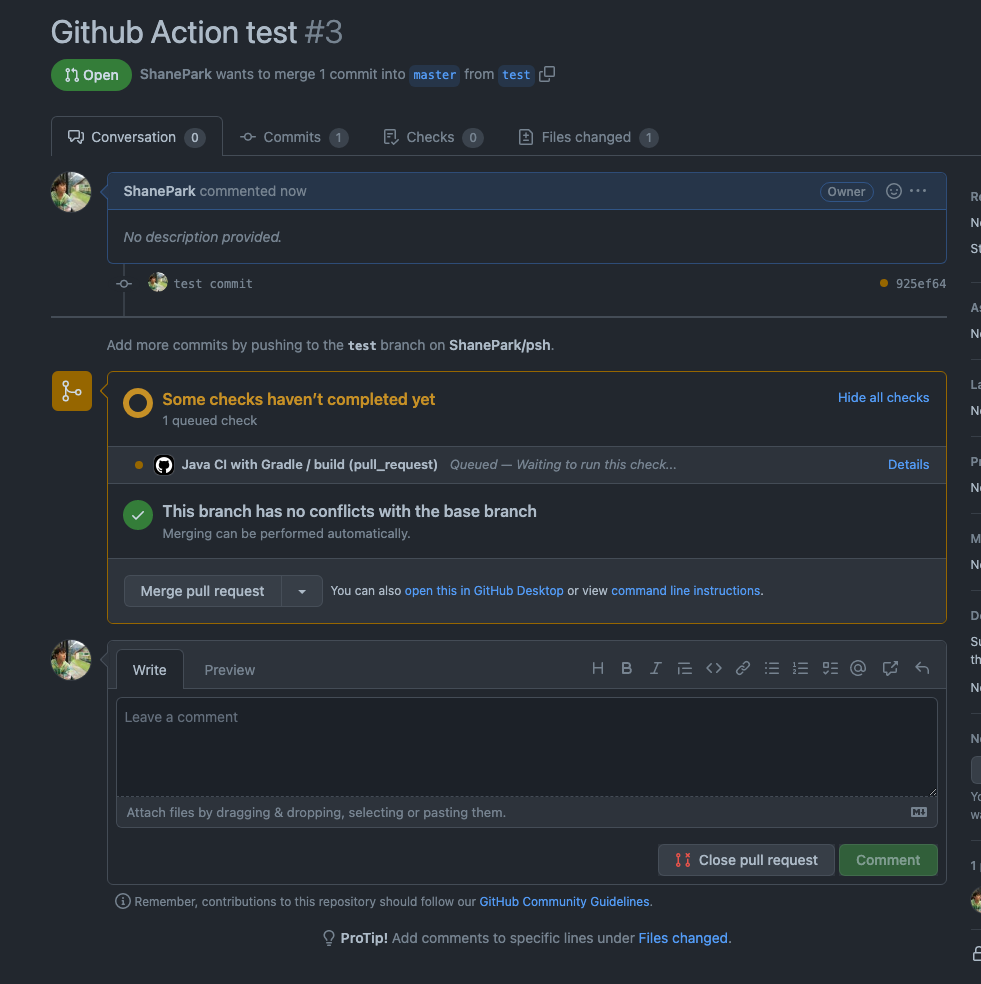 Github Action test #3
Open ShanePark wants to merge 1 commit into master from test
Conversation 0 Commits 1 Checks 0 Files changed 1
ShanePark commented now Owner
No description provided.
test commit 925ef64
Add more commits by pushing to the test branch on ShanePark/psh.
Some checks haven’t completed yet Hide all checks
1 queued check
Java CI with Gradle / build (pull_request) Queued — Waiting to run this check... Details
This branch has no conflicts with the base branch
Merging can be performed automatically.
Merge pull request You can also open this in GitHub Desktop or view command line instructions.
Write Preview
Leave a comment
Attach files by dragging & dropping, selecting or pasting them.
Close pull request Comment
Remember, contributions to this repository should follow our GitHub Community Guidelines.
ProTip! Add comments to specific lines under Files changed.